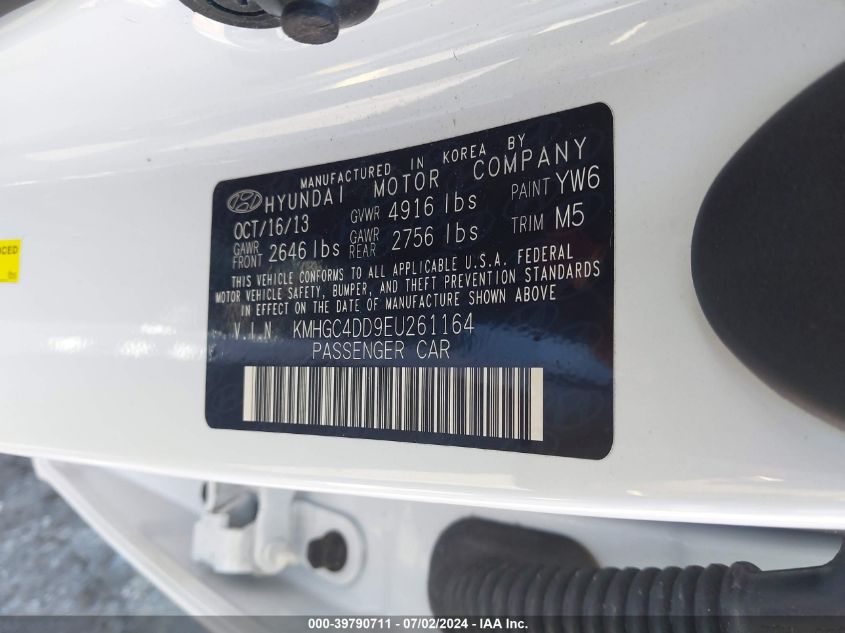 MANUFACTURED IN KOREA BY
HYUNDAI MOTOR COMPANY
OCT/16/13 GVWR 4916 lbs PAINT YW6
GAWR FRONT 2646 lbs GAWR REAR 2756 lbs TRIM M5
THIS VEHICLE CONFORMS TO ALL APPLICABLE U.S.A. FEDERAL
MOTOR VEHICLE SAFETY, BUMPER, AND THEFT PREVENTION STANDARDS
IN EFFECT ON THE DATE OF MANUFACTURE SHOWN ABOVE
V I N KMHGC4DD9EU261164
PASSENGER CAR
000-39790711 - 07/02/2024 - IAA Inc.